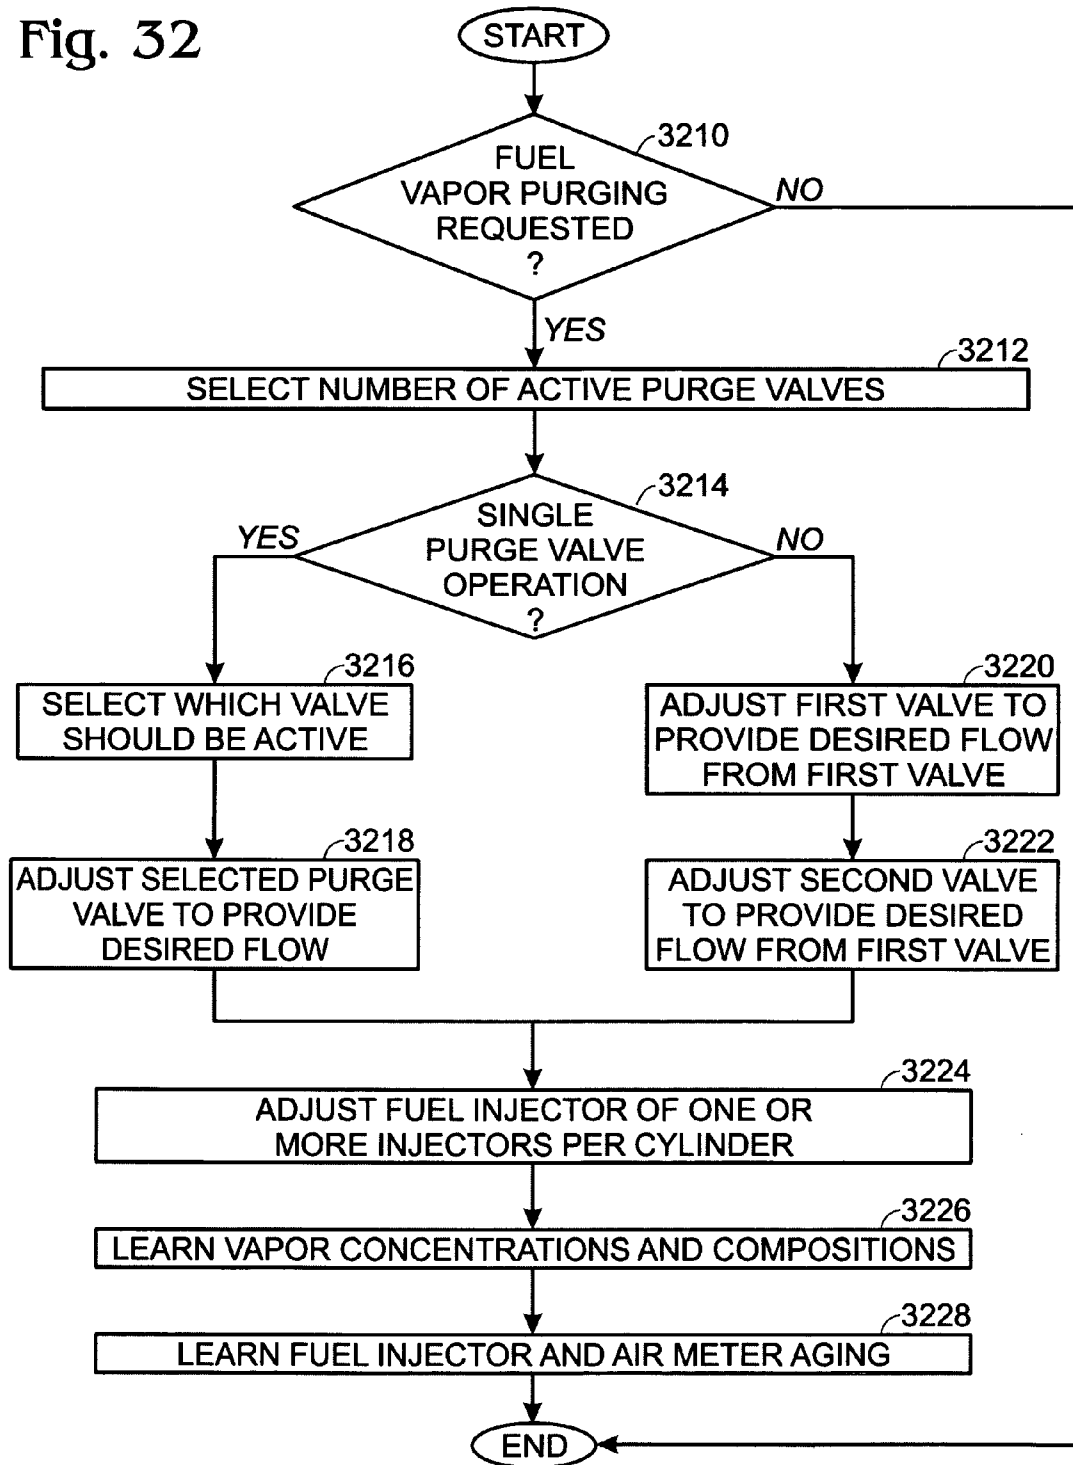 Fig. 32
START
3210
FUEL
VAPOR PURGING
REQUESTED
?
NO
YES
3212
SELECT NUMBER OF ACTIVE PURGE VALVES
3214
SINGLE
PURGE VALVE
OPERATION
?
YES
NO
3216
SELECT WHICH VALVE
SHOULD BE ACTIVE
3218
ADJUST SELECTED PURGE
VALVE TO PROVIDE
DESIRED FLOW
3220
ADJUST FIRST VALVE TO
PROVIDE DESIRED FLOW
FROM FIRST VALVE
3222
ADJUST SECOND VALVE
TO PROVIDE DESIRED
FLOW FROM FIRST VALVE
3224
ADJUST FUEL INJECTOR OF ONE OR
MORE INJECTORS PER CYLINDER
3226
LEARN VAPOR CONCENTRATIONS AND COMPOSITIONS
3228
LEARN FUEL INJECTOR AND AIR METER AGING
END